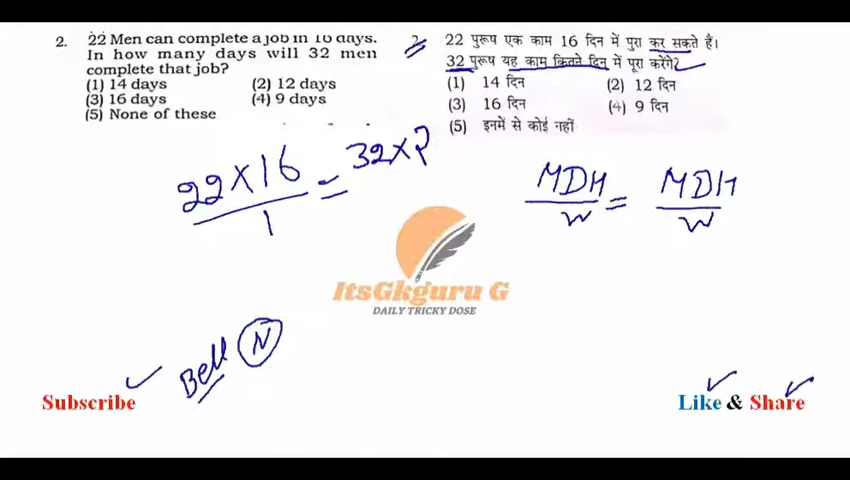 2. 22 Men can complete a job in 16 days.
In how many days will 32 men
complete that job?
(1) 14 days (2) 12 days
(3) 16 days (4) 9 days
(5) None of these
2. 22 पुरूष एक काम 16 दिन में पुरा कर सकते हैं।
32 पुरूष यह काम कितने दिन में पूरा करेंगे?
(1) 14 दिन (2) 12 दिन
(3) 16 दिन (4) 9 दिन
(5) इनमें से कोई नहीं
22 × 16 / 1 = 32 × ?
MDH / W = MDH / W
ItsGkguru G
DAILY TRICKY DOSE
Bell N
Subscribe
Like & Share